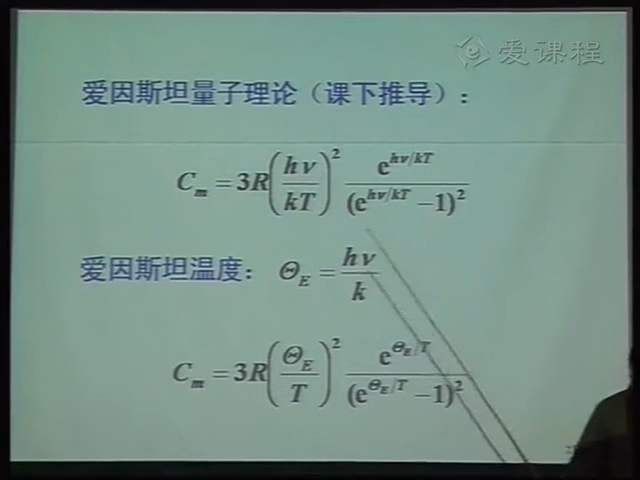 爱课程
爱因斯坦量子理论（课下推导）：
C_m = 3R(hν/kT)² e^{hν/kT}/(e^{hν/kT} −1)²
爱因斯坦温度： Θ_E = hν/k
C_m = 3R(Θ_E/T)² e^{Θ_E/T}/(e^{Θ_E/T} −1)²